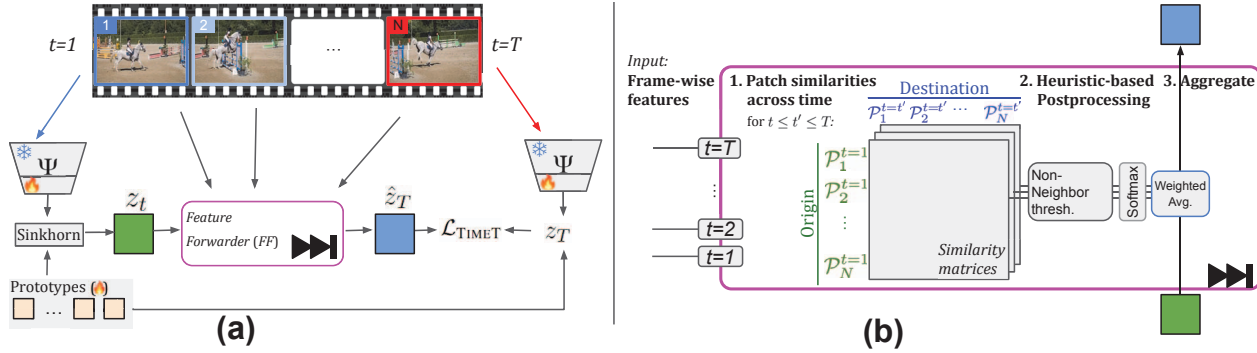 1
2
...
N
t=1
t=T
Ψ
Ψ
z_t
ẑ_T
Sinkhorn
Feature
Forwarder (FF)
ℒ_TIMET
z_T
Prototypes ( )
...
(a)
Input:
Frame-wise
features
1. Patch similarities
across time
for t ≤ t' ≤ T:
Destination
𝒫_1^{t=t'} 𝒫_2^{t=t'} ... 𝒫_N^{t=t'}
2. Heuristic-based
Postprocessing
3. Aggregate
t=T
...
t=2
t=1
Origin
𝒫_1^{t=1}
𝒫_2^{t=1}
...
𝒫_N^{t=1}
Similarity
matrices
Non-
Neighbor
thresh.
Softmax
Weighted
Avg.
(b)